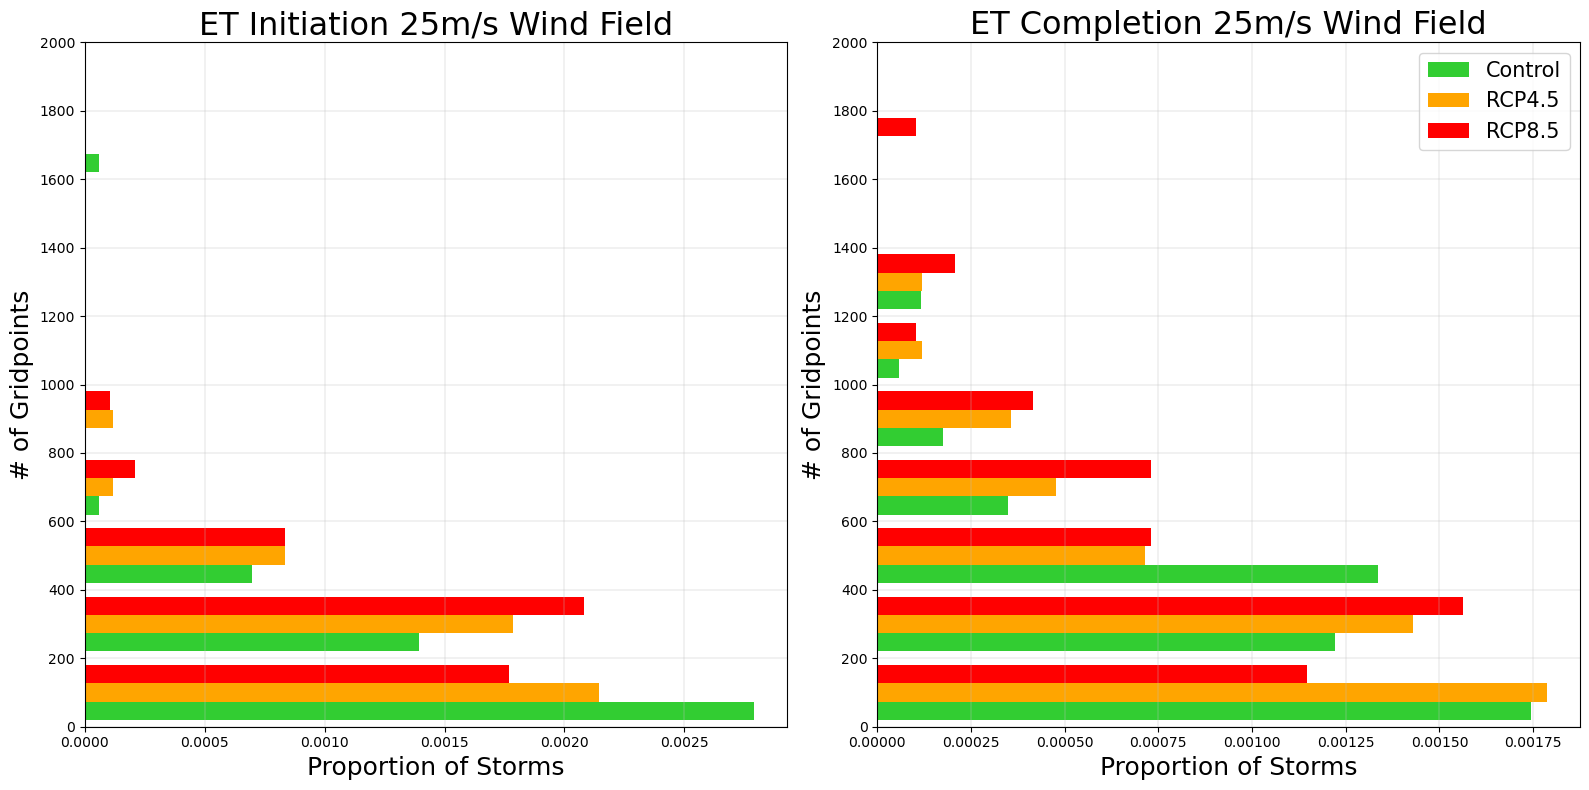 ET Initiation 25m/s Wind Field
2000
1800
1600
1400
1200
1000
800
600
400
200
0
# of Gridpoints
0.0000 0.0005 0.0010 0.0015 0.0020 0.0025
Proportion of Storms
ET Completion 25m/s Wind Field
Control
RCP4.5
RCP8.5
2000
1800
1600
1400
1200
1000
800
600
400
200
0
# of Gridpoints
0.00000 0.00025 0.00050 0.00075 0.00100 0.00125 0.00150 0.00175
Proportion of Storms